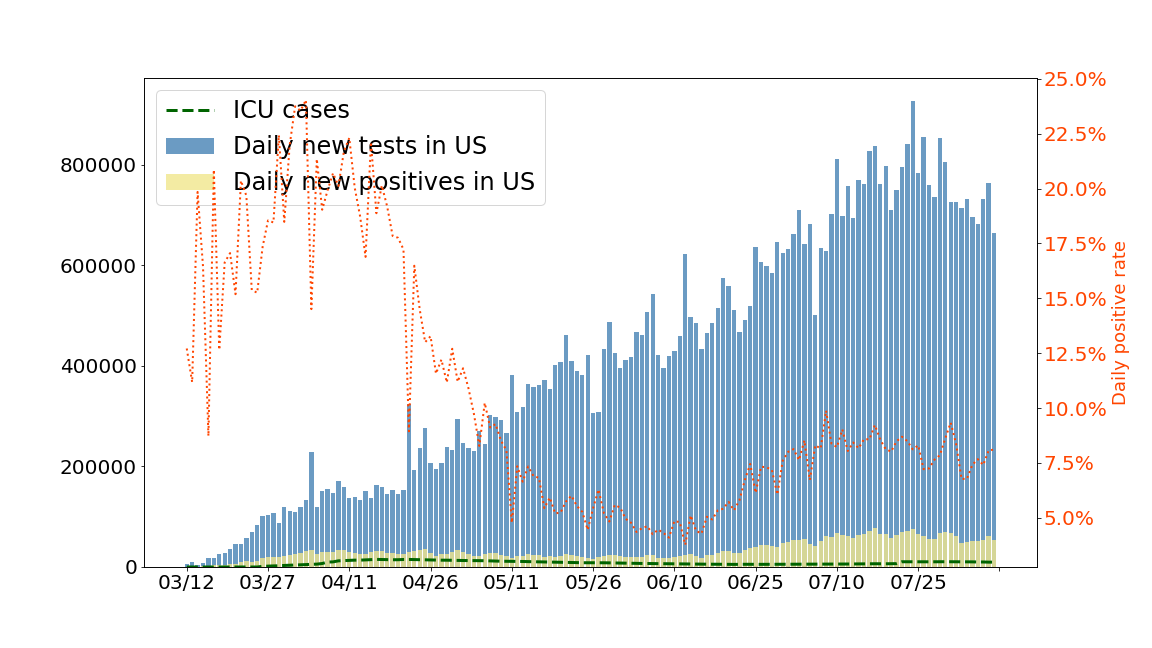 ICU cases
Daily new tests in US
Daily new positives in US
800000
600000
400000
200000
0
25.0%
22.5%
20.0%
17.5%
15.0%
12.5%
10.0%
7.5%
5.0%
Daily positive rate
03/12 03/27 04/11 04/26 05/11 05/26 06/10 06/25 07/10 07/25